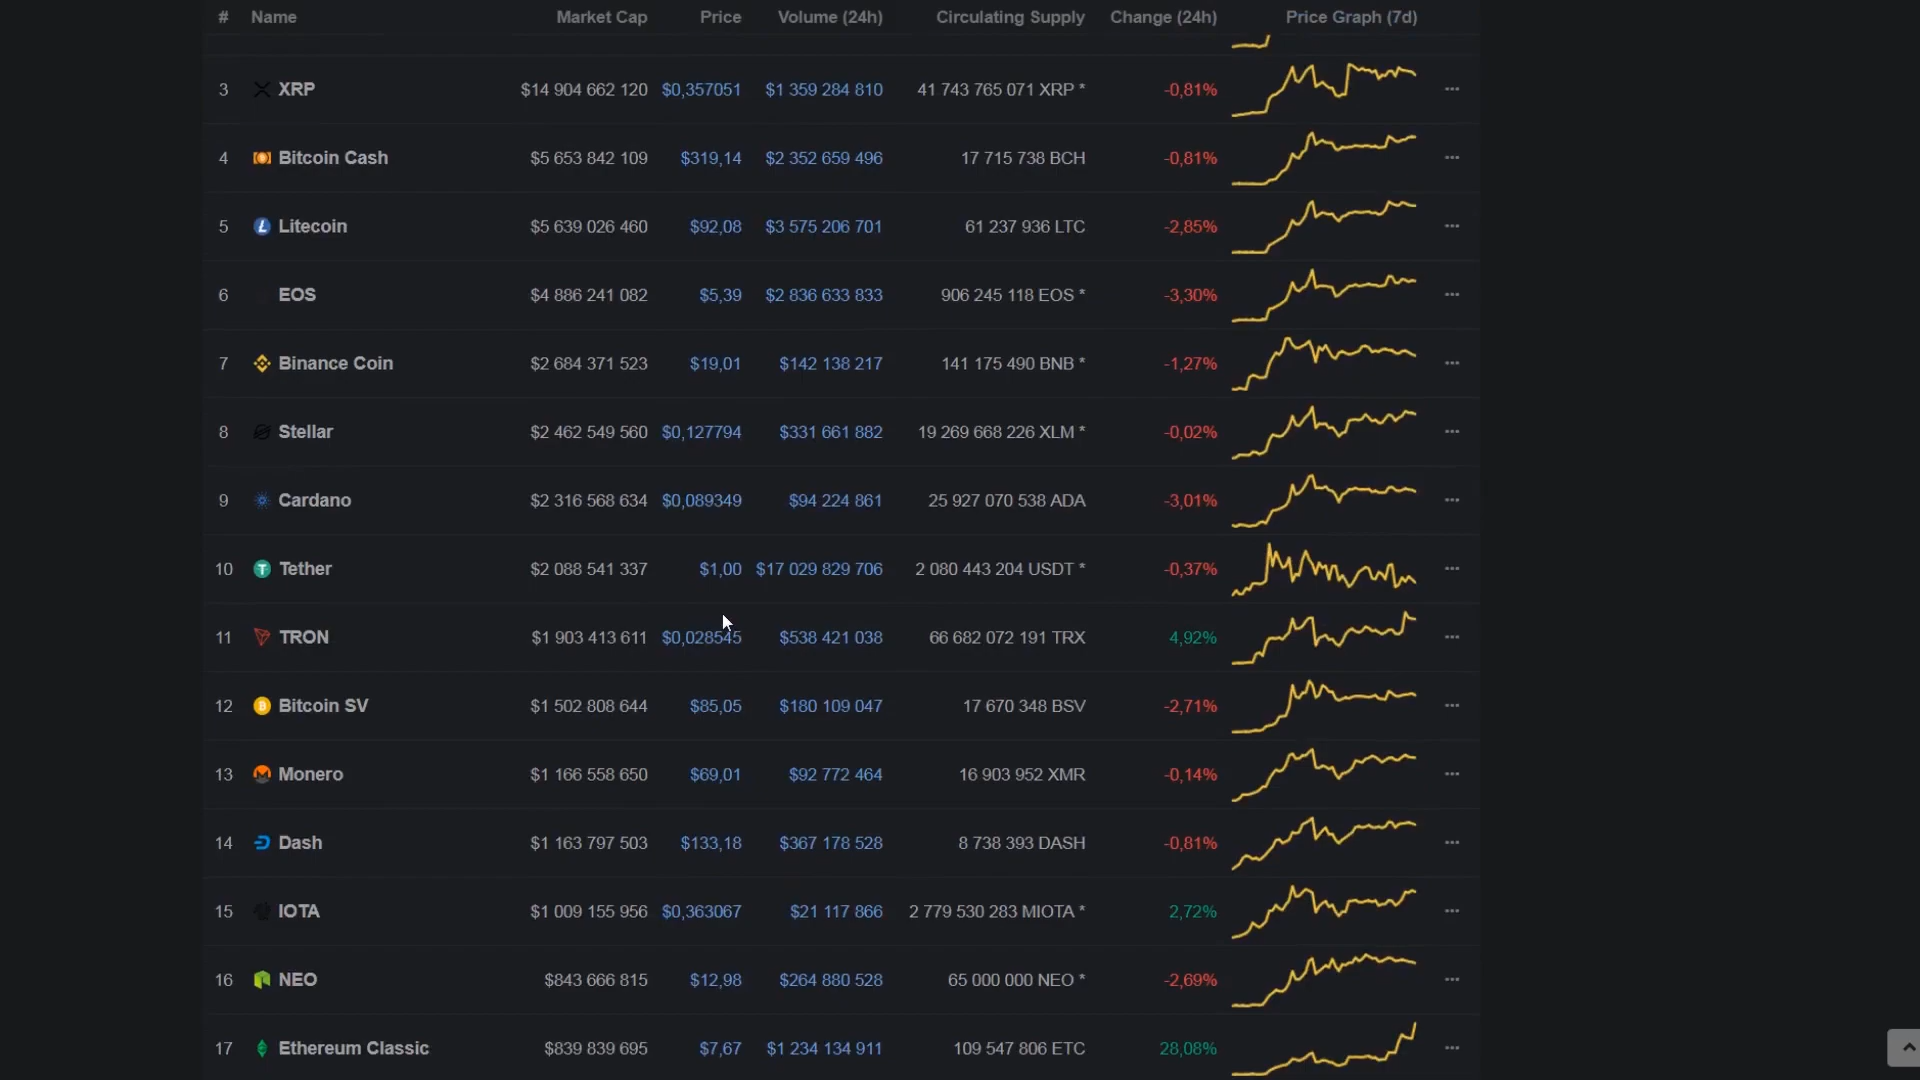 # Name Market Cap Price Volume (24h) Circulating Supply Change (24h) Price Graph (7d)
3 XRP $14 904 662 120 $0,357051 $1 359 284 810 41 743 765 071 XRP * -0,81% ...
4 Bitcoin Cash $5 653 842 109 $319,14 $2 352 659 496 17 715 738 BCH -0,81% ...
5 Litecoin $5 639 026 460 $92,08 $3 575 206 701 61 237 936 LTC -2,85% ...
6 EOS $4 886 241 082 $5,39 $2 836 633 833 906 245 118 EOS * -3,30% ...
7 Binance Coin $2 684 371 523 $19,01 $142 138 217 141 175 490 BNB * -1,27% ...
8 Stellar $2 462 549 560 $0,127794 $331 661 882 19 269 668 226 XLM * -0,02% ...
9 Cardano $2 316 568 634 $0,089349 $94 224 861 25 927 070 538 ADA -3,01% ...
10 Tether $2 088 541 337 $1,00 $17 029 829 706 2 080 443 204 USDT * -0,37% ...
11 TRON $1 903 413 611 $0,028545 $538 421 038 66 682 072 191 TRX 4,92% ...
12 Bitcoin SV $1 502 808 644 $85,05 $180 109 047 17 670 348 BSV -2,71% ...
13 Monero $1 166 558 650 $69,01 $92 772 464 16 903 952 XMR -0,14% ...
14 Dash $1 163 797 503 $133,18 $367 178 528 8 738 393 DASH -0,81% ...
15 IOTA $1 009 155 956 $0,363067 $21 117 866 2 779 530 283 MIOTA * 2,72% ...
16 NEO $843 666 815 $12,98 $264 880 528 65 000 000 NEO * -2,69% ...
17 Ethereum Classic $839 839 695 $7,67 $1 234 134 911 109 547 806 ETC 28,08% ...